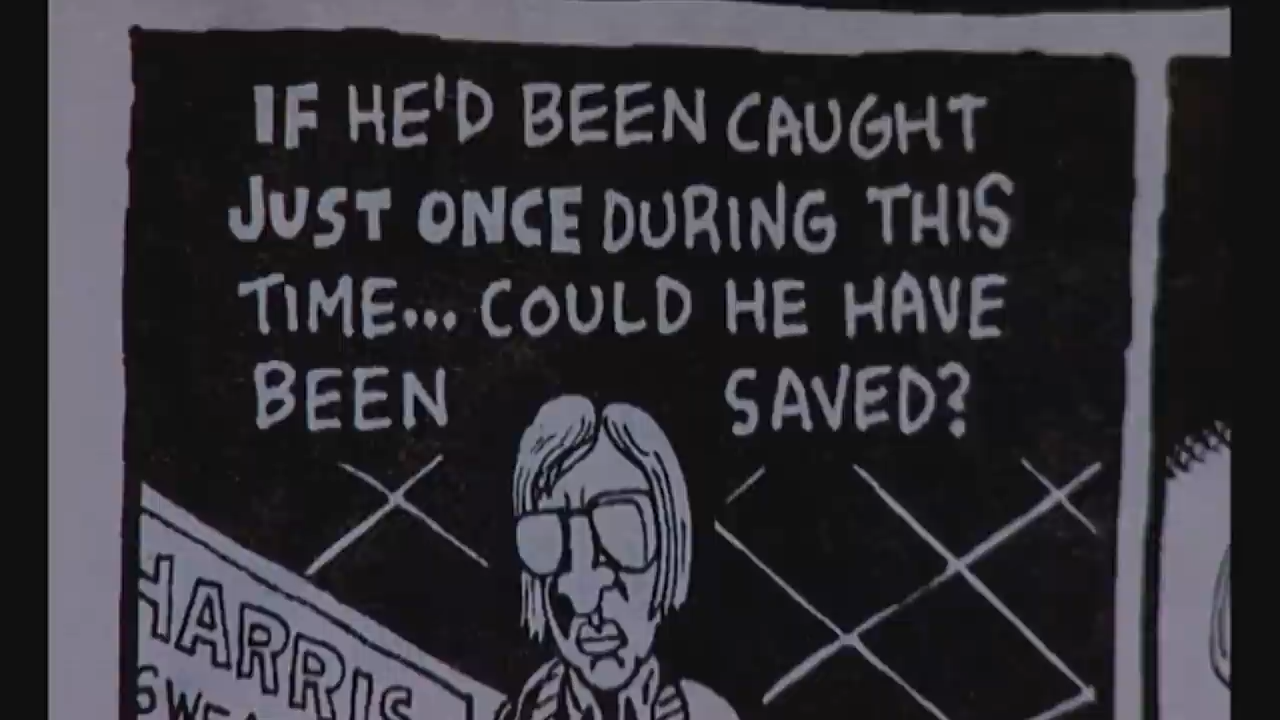 IF HE'D BEEN CAUGHT
JUST ONCE DURING THIS
TIME... COULD HE HAVE
BEEN SAVED?
HARRIS